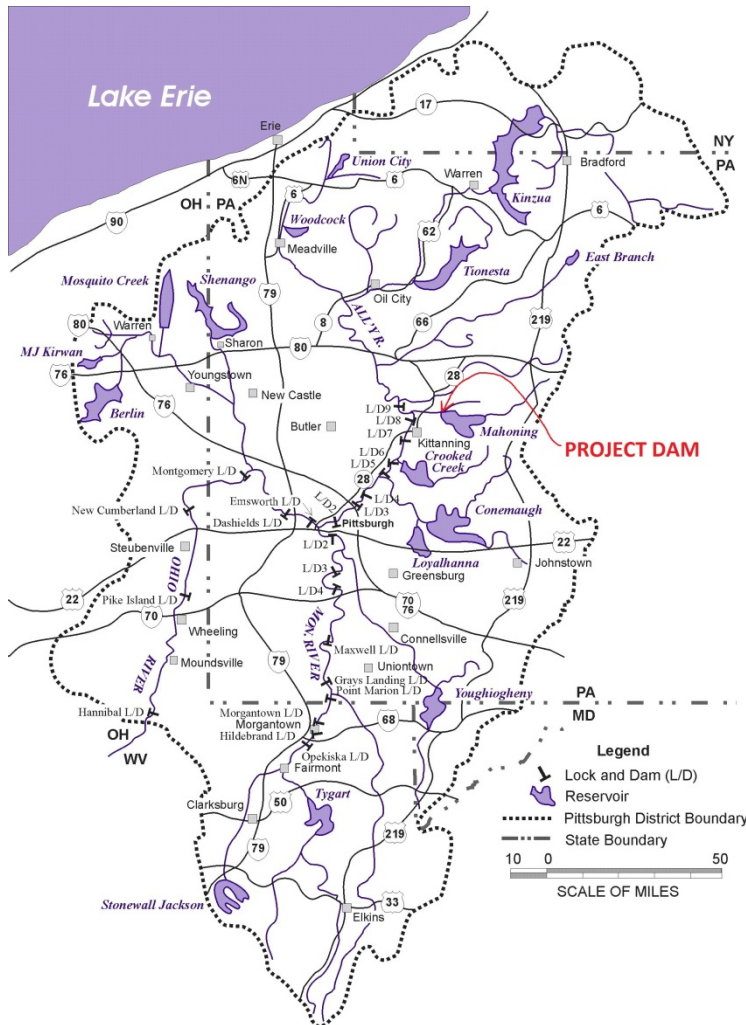 Lake Erie
17
Erie
NY
PA
Union City
Bradford
6N
6
Warren
Kinzua
OH PA
90
6
Woodcock
62
6
Meadville
East Branch
Mosquito Creek
Shenango
Tionesta
79
Oil City
ALL'Y R.
80
Warren
8
66
219
Sharon
80
MJ Kirwan
76
28
Youngstown
New Castle
L/D9
Berlin
76
L/D8
Butler
L/D7
Kittanning
Mahoning
PROJECT DAM
L/D6
Crooked
Creek
L/D5
Montgomery L/D
28
L/D4
Emsworth L/D
L/D2
L/D3
Conemaugh
New Cumberland L/D
Dashields L/D
Pittsburgh
22
Steubenville
L/D2
Loyalhanna
Johnstown
OHIO
L/D3
Greensburg
L/D4
70
76
219
22
Pike Island L/D
70
MON. RIVER
Connellsville
Wheeling
Maxwell L/D
RIVER
Moundsville
79
Uniontown
Grays Landing L/D
Youghiogheny
Point Marion L/D
PA
MD
Hannibal L/D
Morgantown L/D
OH
WV
Morgantown
68
Hildebrand L/D
Opekiska L/D
Fairmont
Legend
Lock and Dam (L/D)
Reservoir
Pittsburgh District Boundary
State Boundary
10 0 50
SCALE OF MILES
Tygart
50
Clarksburg
219
79
Stonewall Jackson
33
Elkins